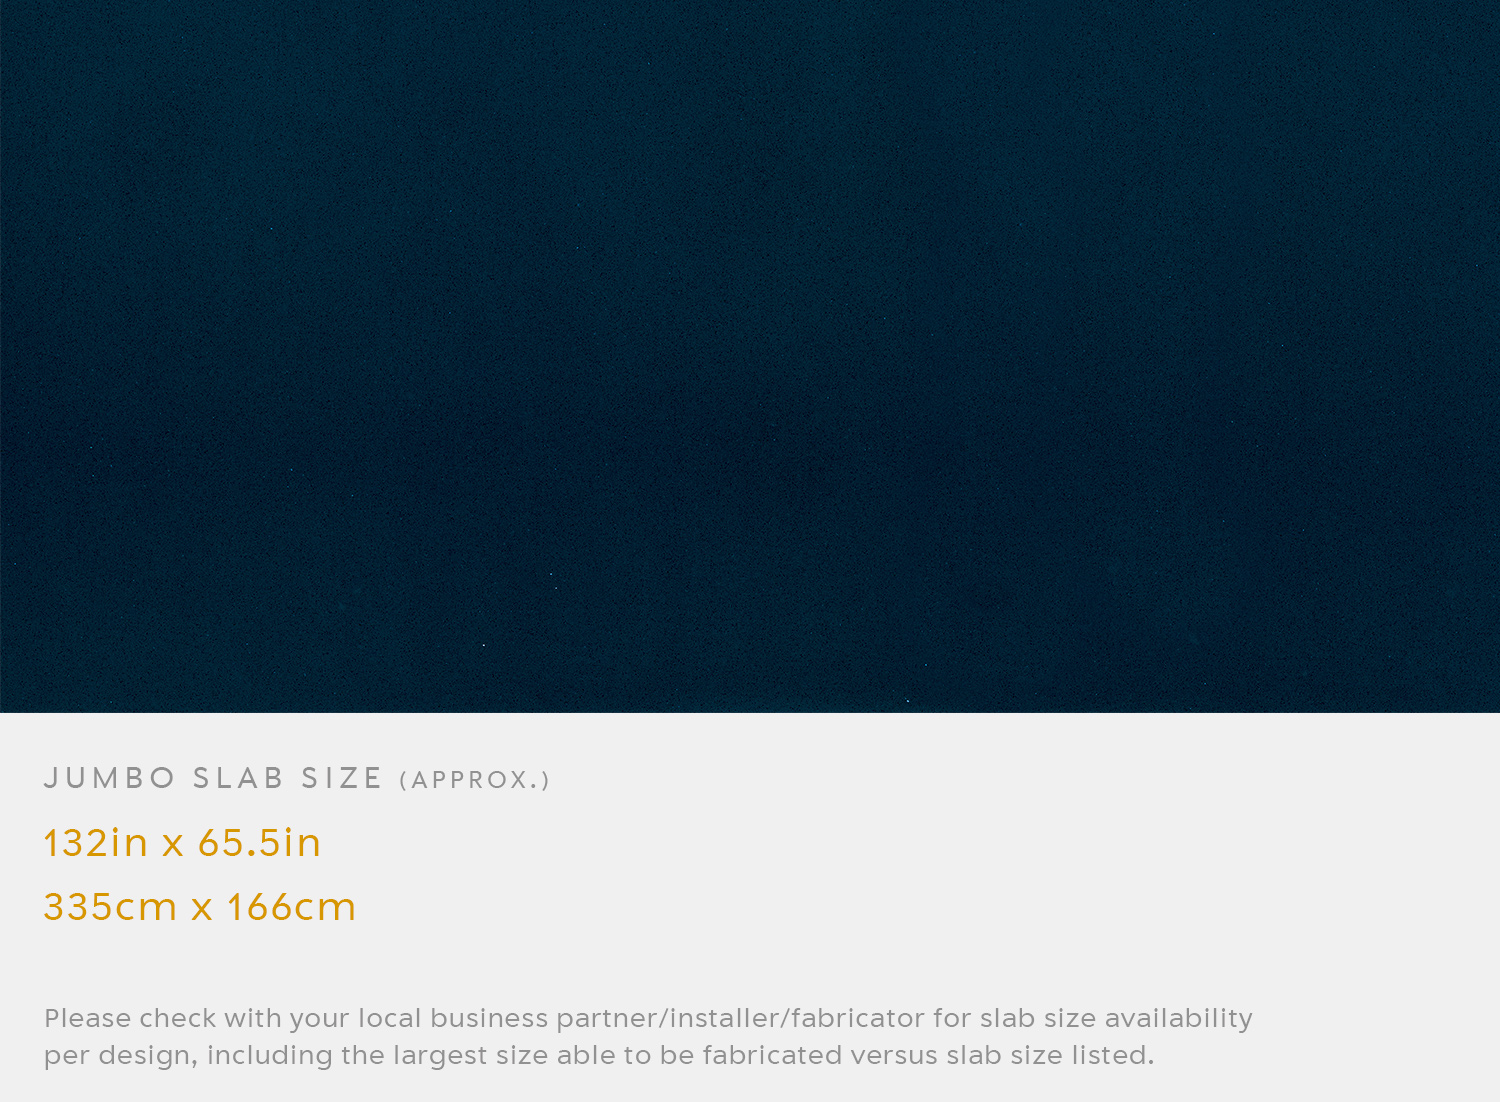 JUMBO SLAB SIZE (APPROX.)
132in x 65.5in
335cm x 166cm
Please check with your local business partner/installer/fabricator for slab size availability
per design, including the largest size able to be fabricated versus slab size listed.